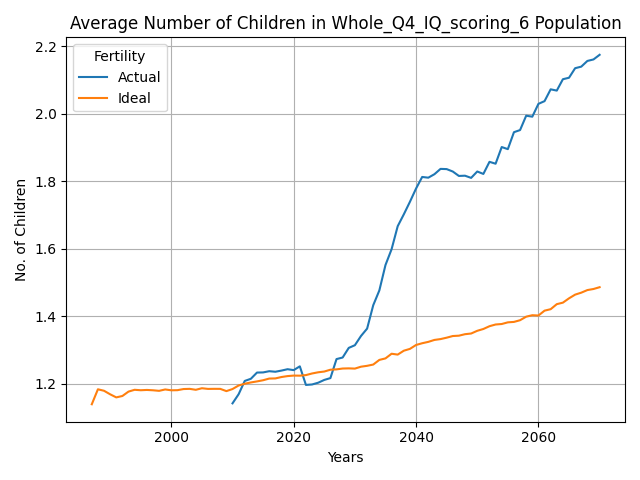 Average Number of Children in Whole_Q4_IQ_scoring_6 Population
Fertility
Actual
Ideal
2.2
2.0
1.8
1.6
1.4
1.2
No. of Children
2000
2020
2040
2060
Years